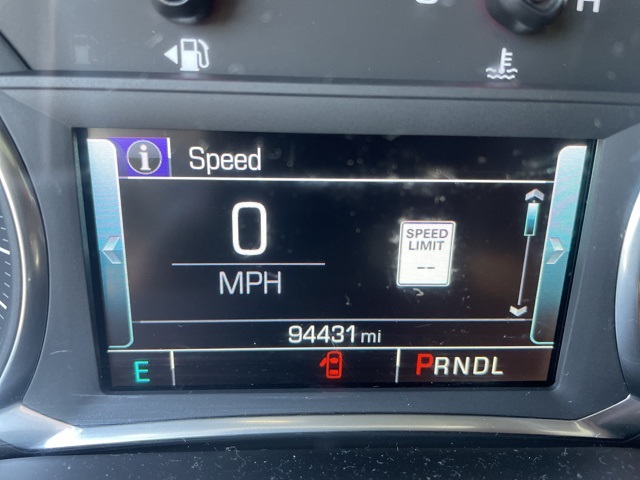 H
i Speed
0
MPH
SPEED
LIMIT
--
94431 mi
E PRNDL